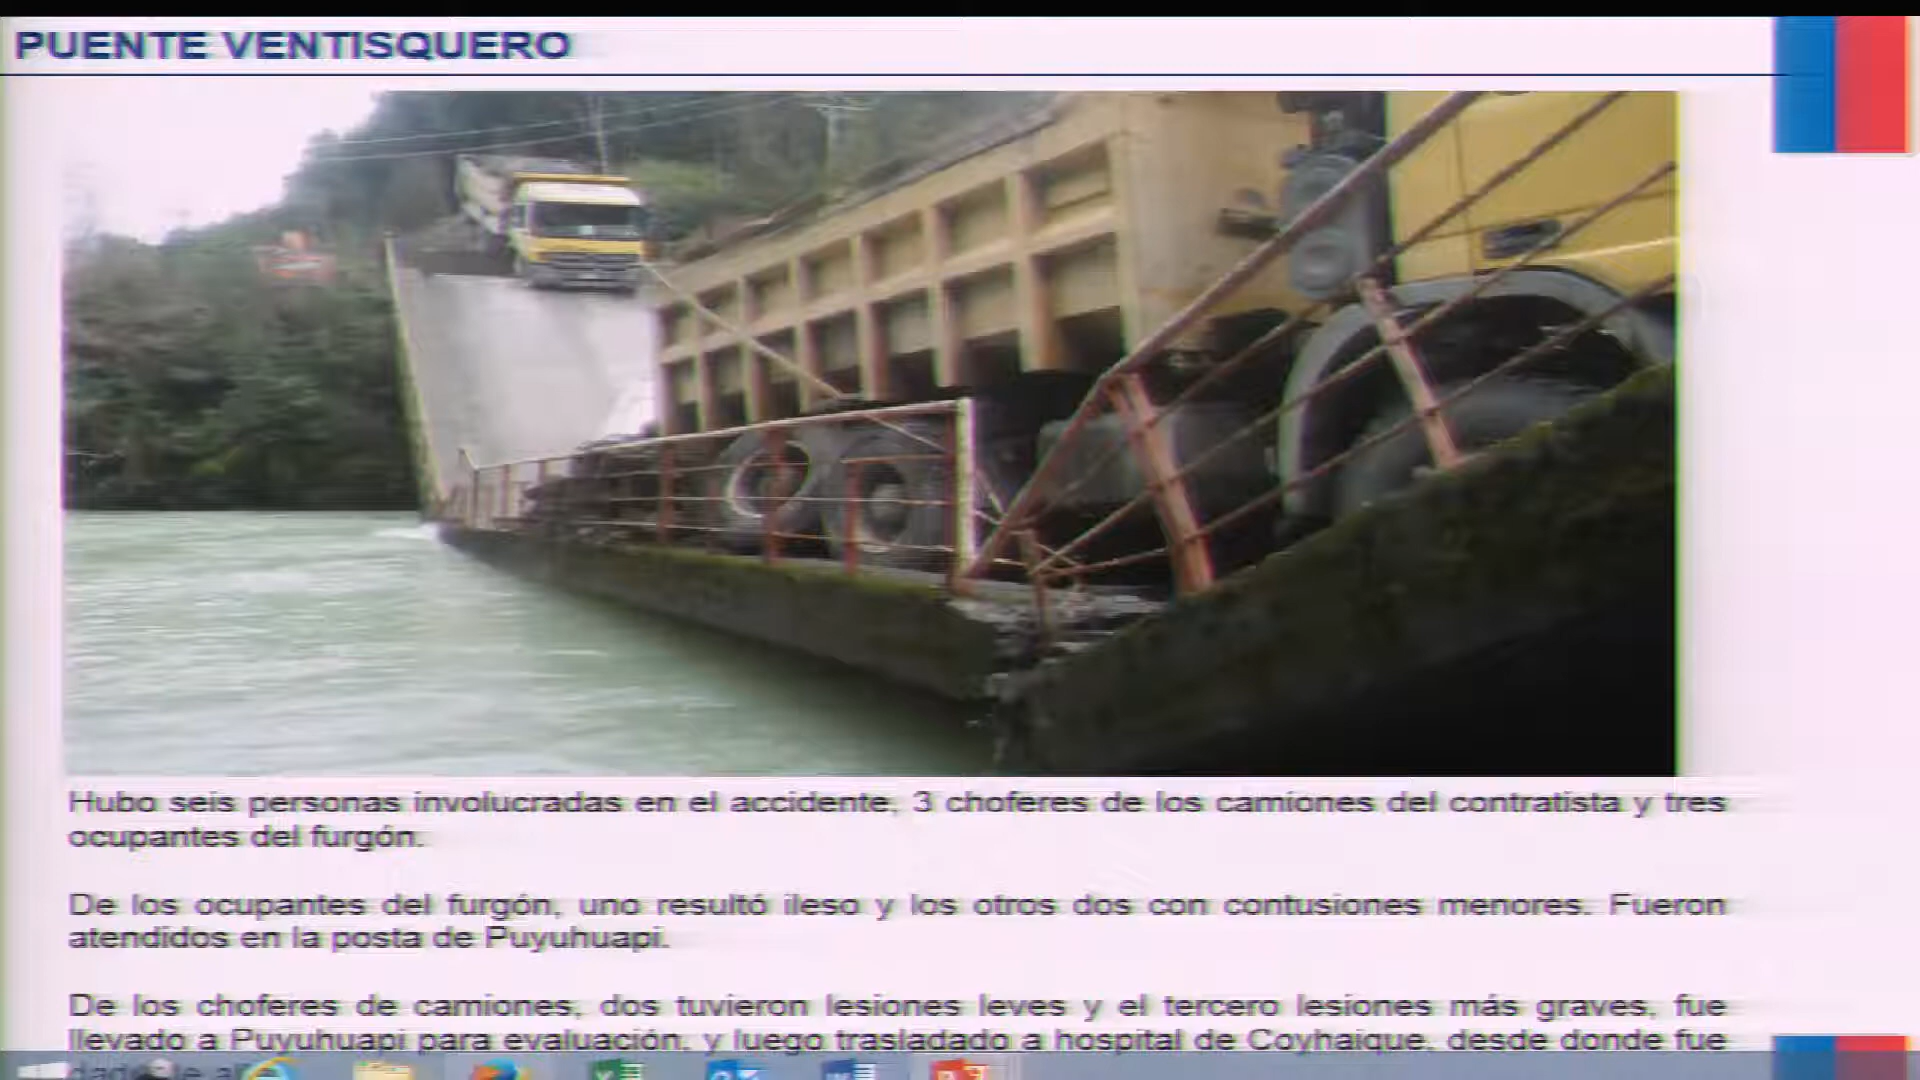 PUENTE VENTISQUERO
Hubo seis personas involucradas en el accidente, 3 choferes de los camiones del contratista y tres
ocupantes del furgón.
De los ocupantes del furgón, uno resultó ileso y los otros dos con contusiones menores. Fueron
atendidos en la posta de Puyuhuapi.
De los choferes de camiones, dos tuvieron lesiones leves y el tercero lesiones más graves, fue
llevado a Puyuhuapi para evaluación, y luego trasladado a hospital de Coyhaique, desde donde fue